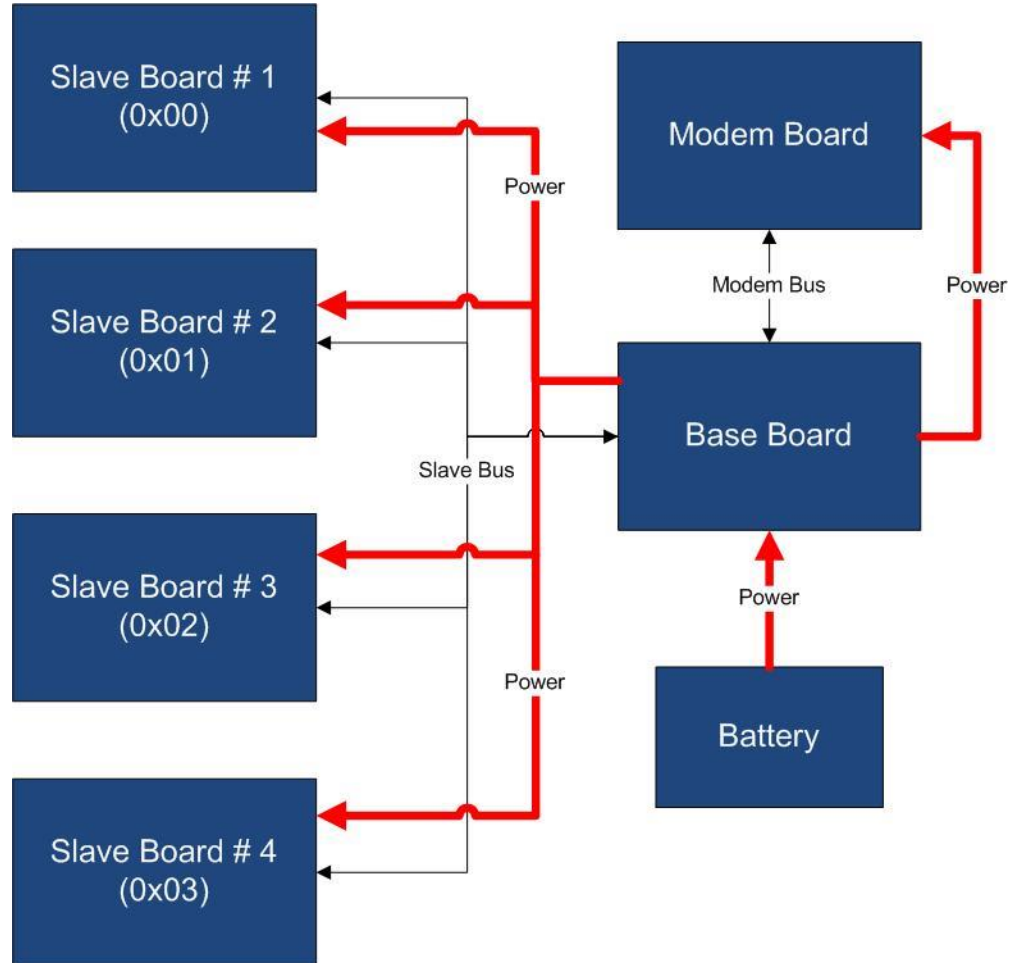 Slave Board # 1
(0x00)
Modem Board
Power
Modem Bus
Power
Slave Board # 2
(0x01)
Base Board
Slave Bus
Slave Board # 3
(0x02)
Power
Power
Battery
Slave Board # 4
(0x03)